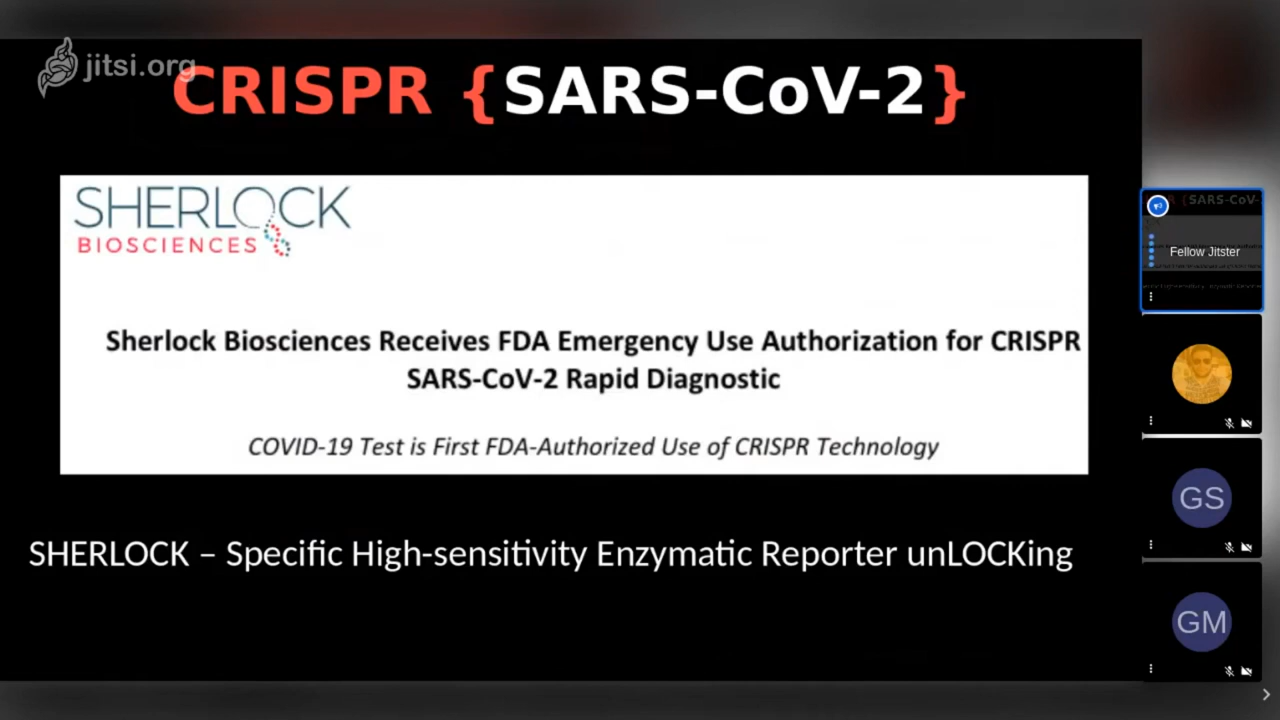 jitsi.org
CRISPR {SARS-CoV-2}
SHERLOCK
BIOSCIENCES
Sherlock Biosciences Receives FDA Emergency Use Authorization for CRISPR
SARS-CoV-2 Rapid Diagnostic
COVID-19 Test is First FDA-Authorized Use of CRISPR Technology
SHERLOCK – Specific High-sensitivity Enzymatic Reporter unLOCKing
Fellow Jitster
GS
GM